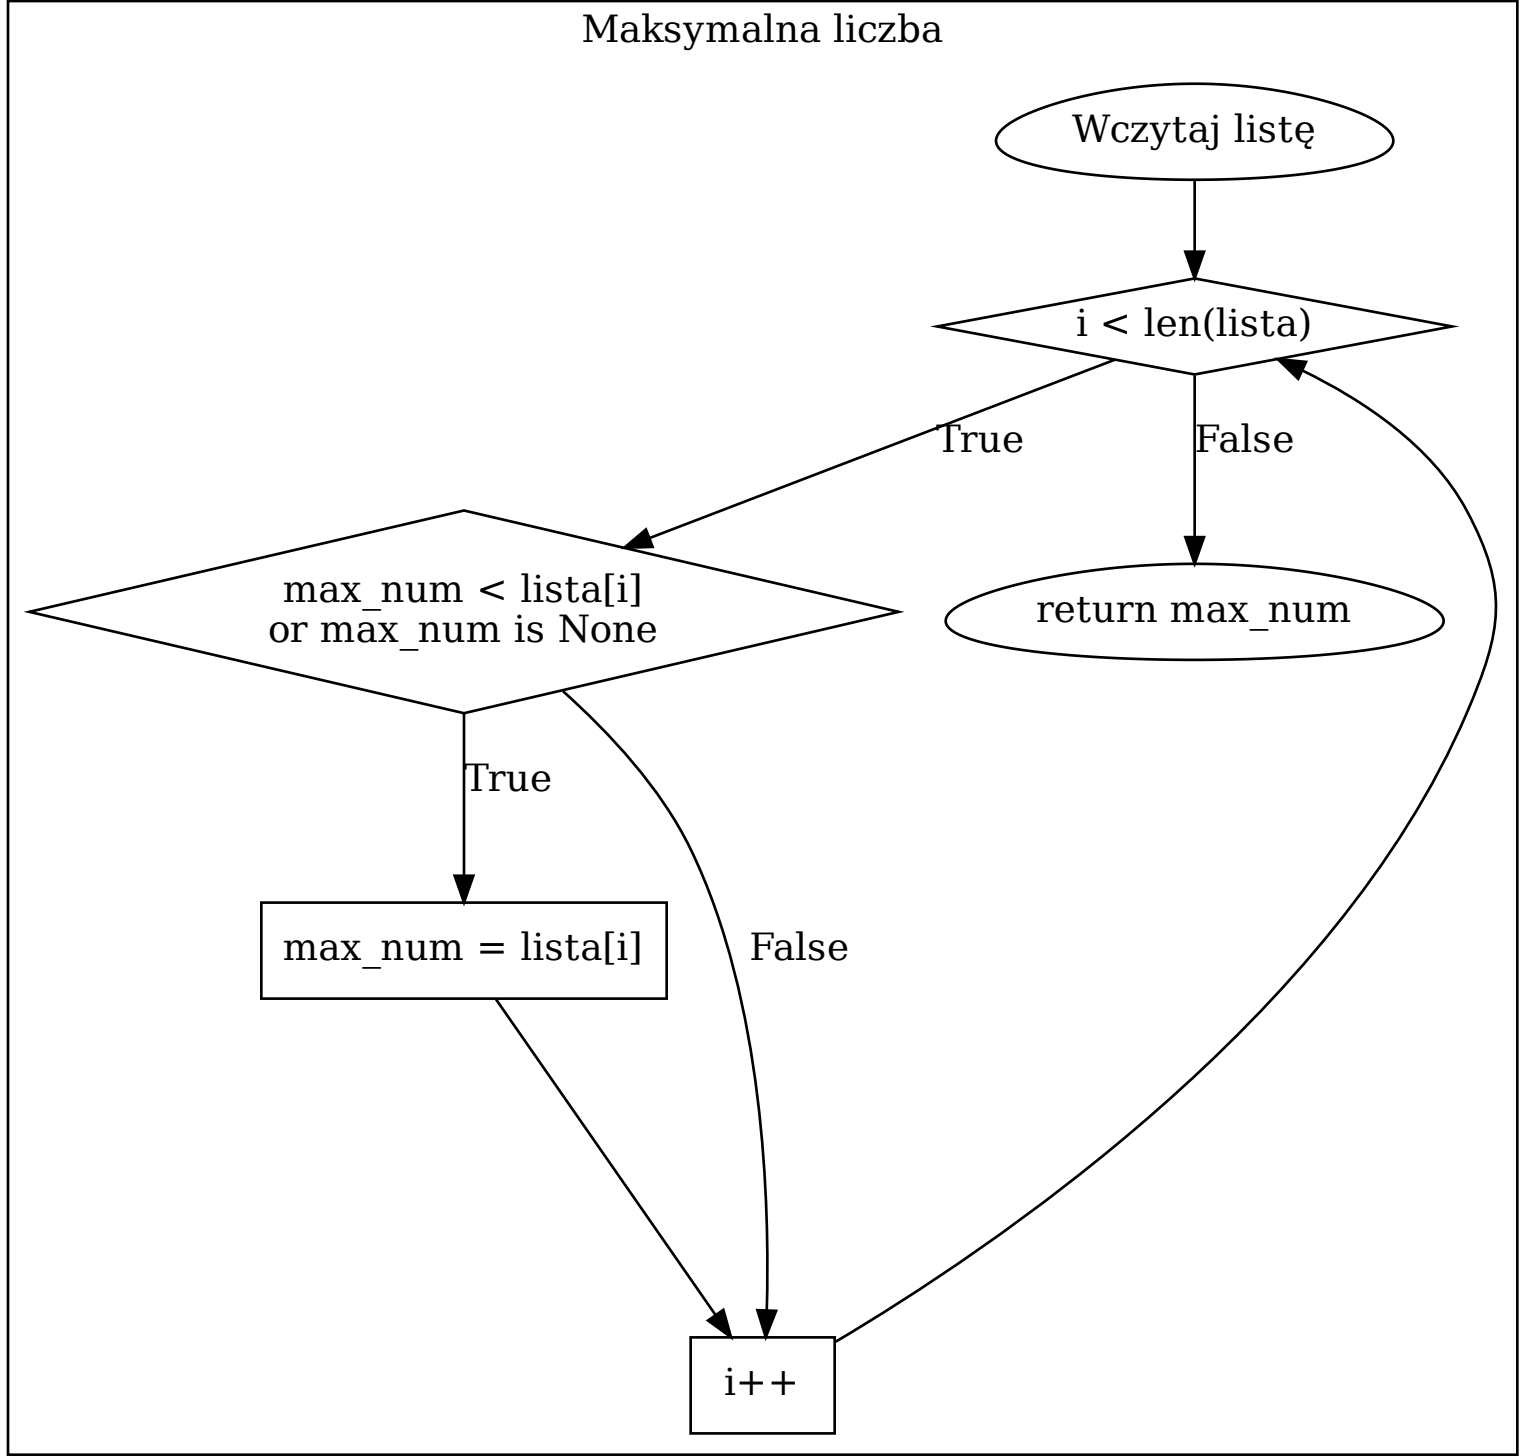 Maksymalna liczba
Wczytaj listę
i < len(lista)
True
False
max_num < lista[i]
or max_num is None
return max_num
True
max_num = lista[i]
False
i++